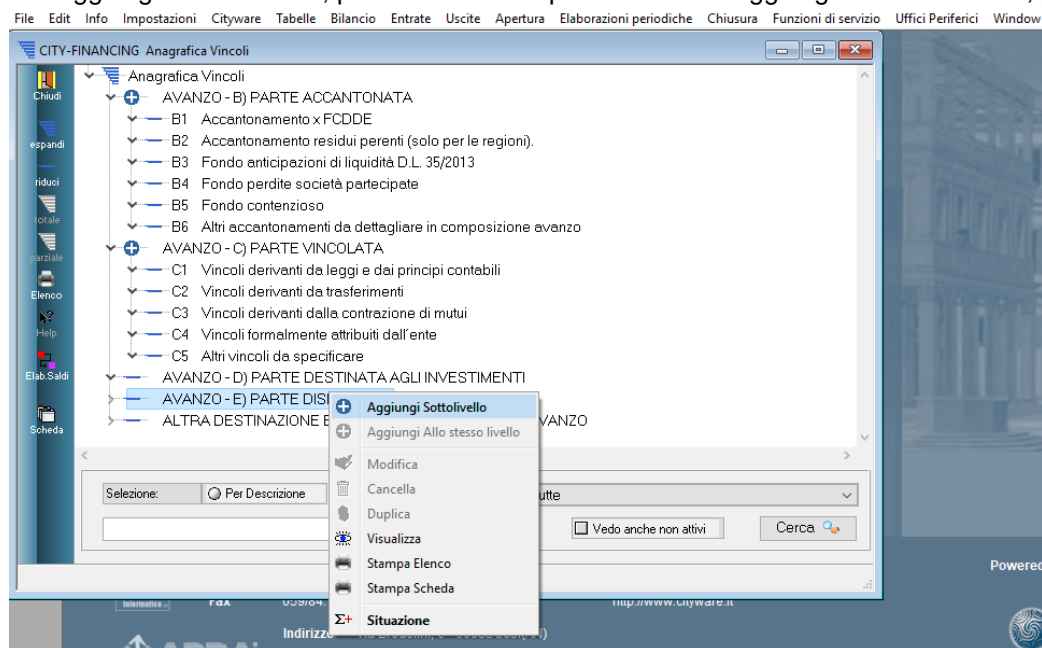 File Edit Info Impostazioni Cityware Tabelle Bilancio Entrate Uscite Apertura Elaborazioni periodiche Chiusura Funzioni di servizio Uffici Periferici Window
CITY-FINANCING Anagrafica Vincoli
Chiudi
espandi
riduci
totale
parziale
Elenco
Help
Elab.Saldi
Scheda
Anagrafica Vincoli
AVANZO - B) PARTE ACCANTONATA
B1 Accantonamento x FCDDE
B2 Accantonamento residui perenti (solo per le regioni).
B3 Fondo anticipazioni di liquidità D.L. 35/2013
B4 Fondo perdite società partecipate
B5 Fondo contenzioso
B6 Altri accantonamenti da dettagliare in composizione avanzo
AVANZO - C) PARTE VINCOLATA
C1 Vincoli derivanti da leggi e dai principi contabili
C2 Vincoli derivanti da trasferimenti
C3 Vincoli derivanti dalla contrazione di mutui
C4 Vincoli formalmente attribuiti dall'ente
C5 Altri vincoli da specificare
AVANZO - D) PARTE DESTINATA AGLI INVESTIMENTI
AVANZO - E) PARTE
ALTRA DESTINAZIONE
Aggiungi Sottolivello
Aggiungi Allo stesso livello
Modifica
Cancella
Duplica
Visualizza
Stampa Elenco
Stampa Scheda
Σ+ Situazione
Selezione: Per Descrizione
Vedo anche non attivi Cerca
Powered
Informatica
Fax 059/84.
http://www.cityware.it
Indirizzo